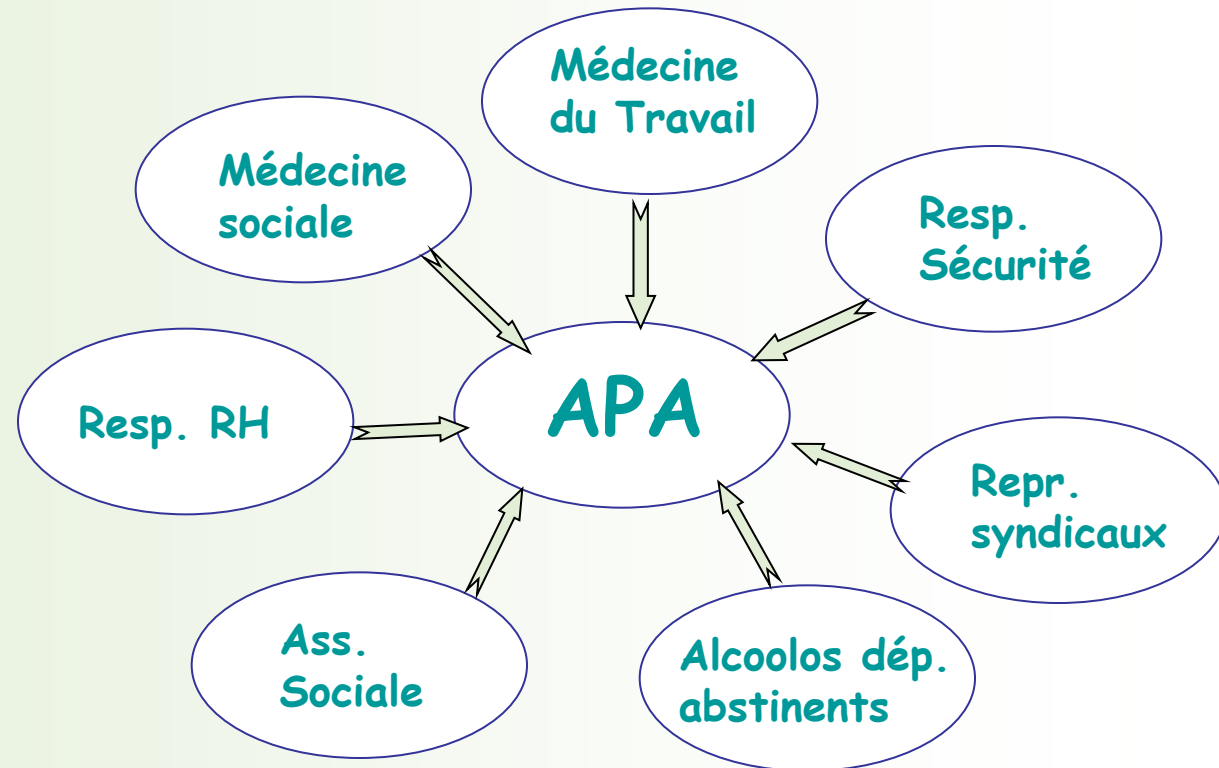 Médecine
du Travail
Médecine
sociale
Resp.
Sécurité
APA
Resp. RH
Repr.
syndicaux
Ass.
Sociale
Alcoolos dép.
abstinents